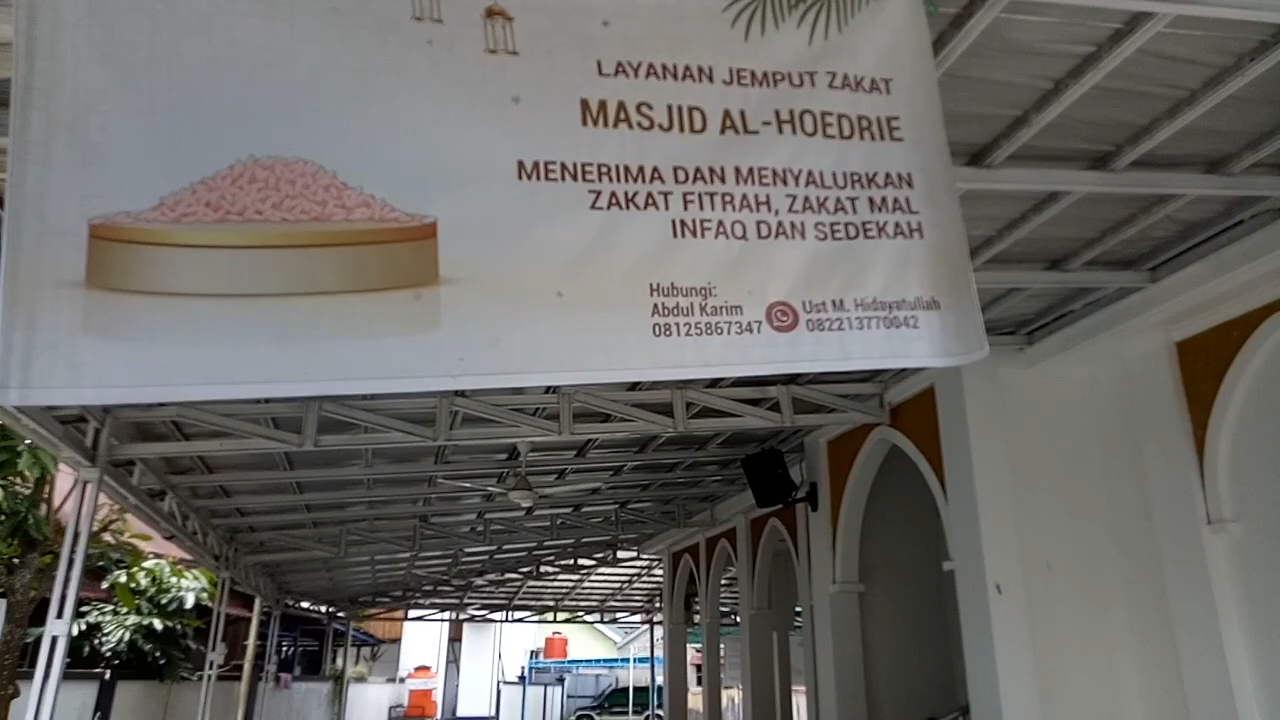 LAYANAN JEMPUT ZAKAT
MASJID AL-HOEDRIE
MENERIMA DAN MENYALURKAN
ZAKAT FITRAH, ZAKAT MAL
INFAQ DAN SEDEKAH
Hubungi:
Abdul Karim
08125867347
Ust M. Hidayatullah
082213770042